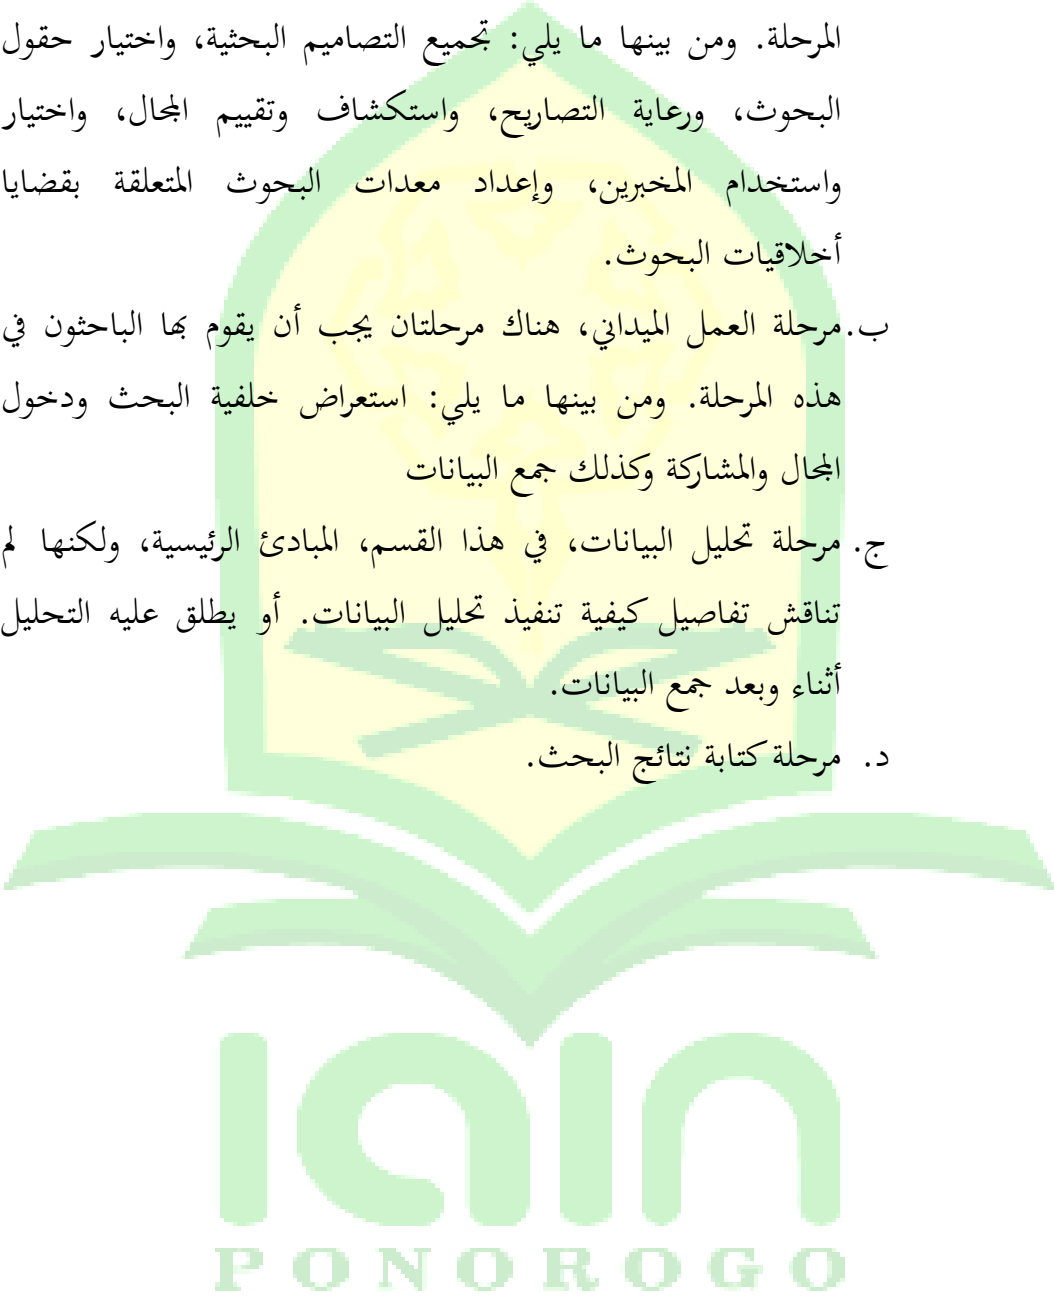 المرحلة. ومن بينها ما يلي: تجميع التصاميم البحثية، واختيار حقول
البحوث، ورعاية التصاريح، واستكشاف وتقييم المجال، واختيار
واستخدام المخبرين، وإعداد معدات البحوث المتعلقة بقضايا
أخلاقيات البحوث.
ب. مرحلة العمل الميداني، هناك مرحلتان يجب أن يقوم بها الباحثون في
هذه المرحلة. ومن بينها ما يلي: استعراض خلفية البحث ودخول
المجال والمشاركة وكذلك جمع البيانات
ج. مرحلة تحليل البيانات، في هذا القسم، المبادئ الرئيسية، ولكنها لم
تناقش تفاصيل كيفية تنفيذ تحليل البيانات. أو يطلق عليه التحليل
أثناء وبعد جمع البيانات.
د. مرحلة كتابة نتائج البحث.
iain
PONOROGO